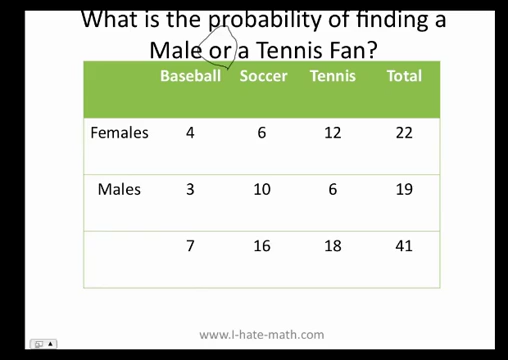 What is the probability of finding a
Male or a Tennis Fan?
Baseball Soccer Tennis Total
Females 4 6 12 22
Males 3 10 6 19
7 16 18 41
www.I-hate-math.com